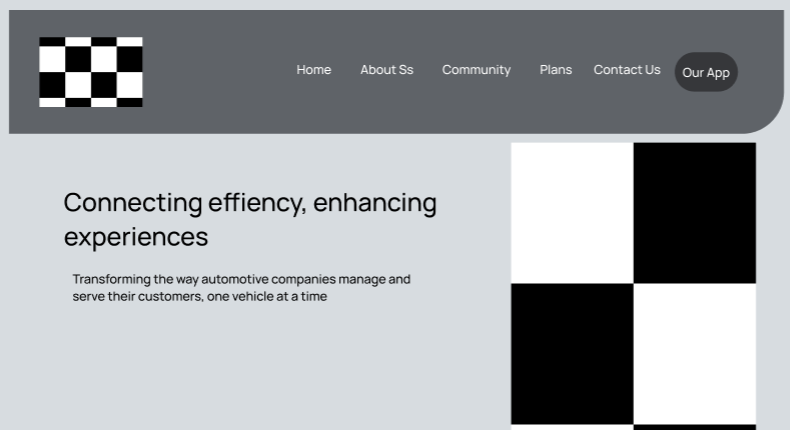 Home About Ss Community Plans Contact Us Our App
Connecting effiency, enhancing
experiences
Transforming the way automotive companies manage and
serve their customers, one vehicle at a time